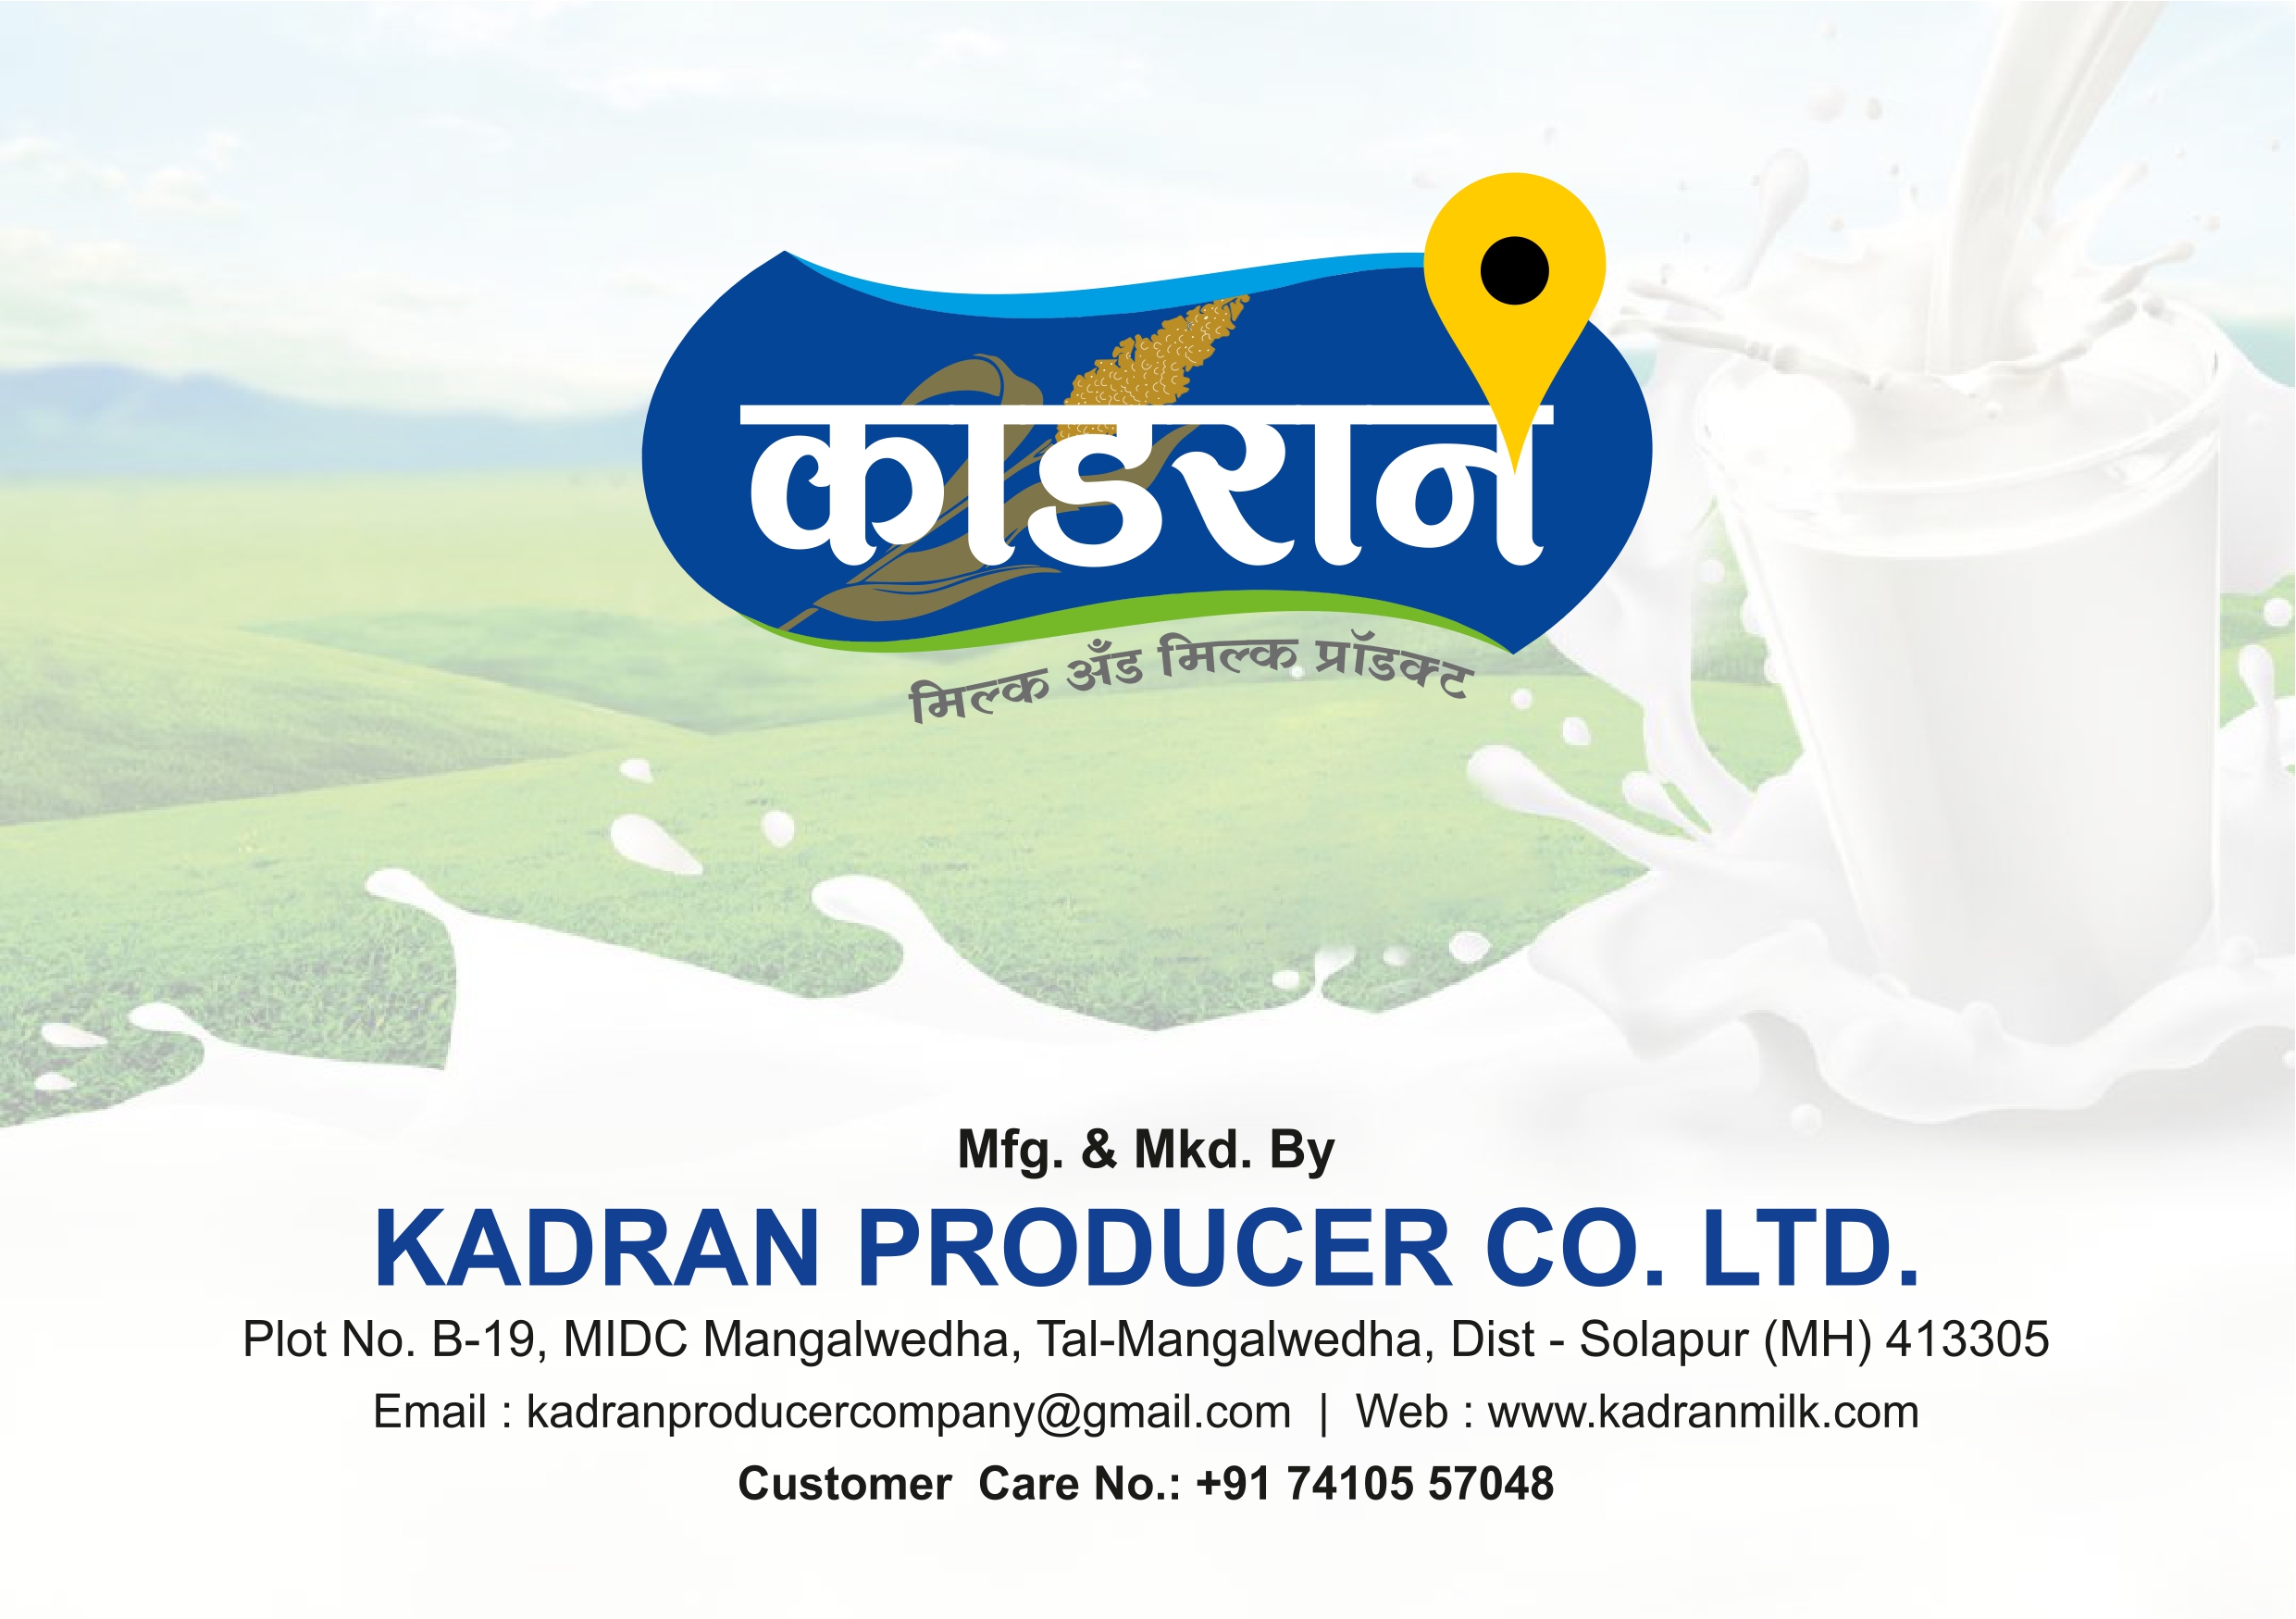 काडरान
मिल्क अँड मिल्क प्रॉडक्ट
Mfg. & Mkd. By
KADRAN PRODUCER CO. LTD.
Plot No. B-19, MIDC Mangalwedha, Tal-Mangalwedha, Dist - Solapur (MH) 413305
Email : kadranproducercompany@gmail.com | Web : www.kadranmilk.com
Customer Care No.: +91 74105 57048